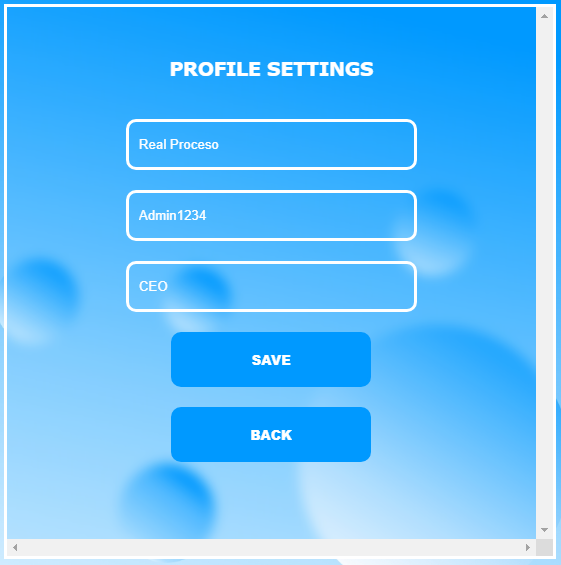 PROFILE SETTINGS
Real Proceso
Admin1234
CEO
SAVE
BACK